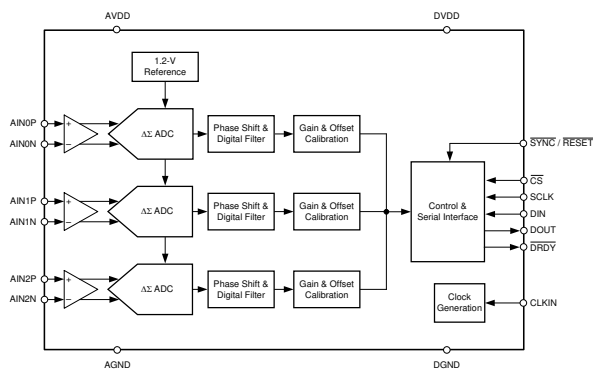 AVDD
DVDD
1.2-V
Reference
AIN0P
AIN0N
+
−
ΔΣ ADC
Phase Shift &
Digital Filter
Gain & Offset
Calibration
SYNC / RESET
AIN1P
AIN1N
+
−
ΔΣ ADC
Phase Shift &
Digital Filter
Gain & Offset
Calibration
Control &
Serial Interface
CS
SCLK
DIN
DOUT
DRDY
AIN2P
AIN2N
+
−
ΔΣ ADC
Phase Shift &
Digital Filter
Gain & Offset
Calibration
Clock
Generation
CLKIN
AGND
DGND